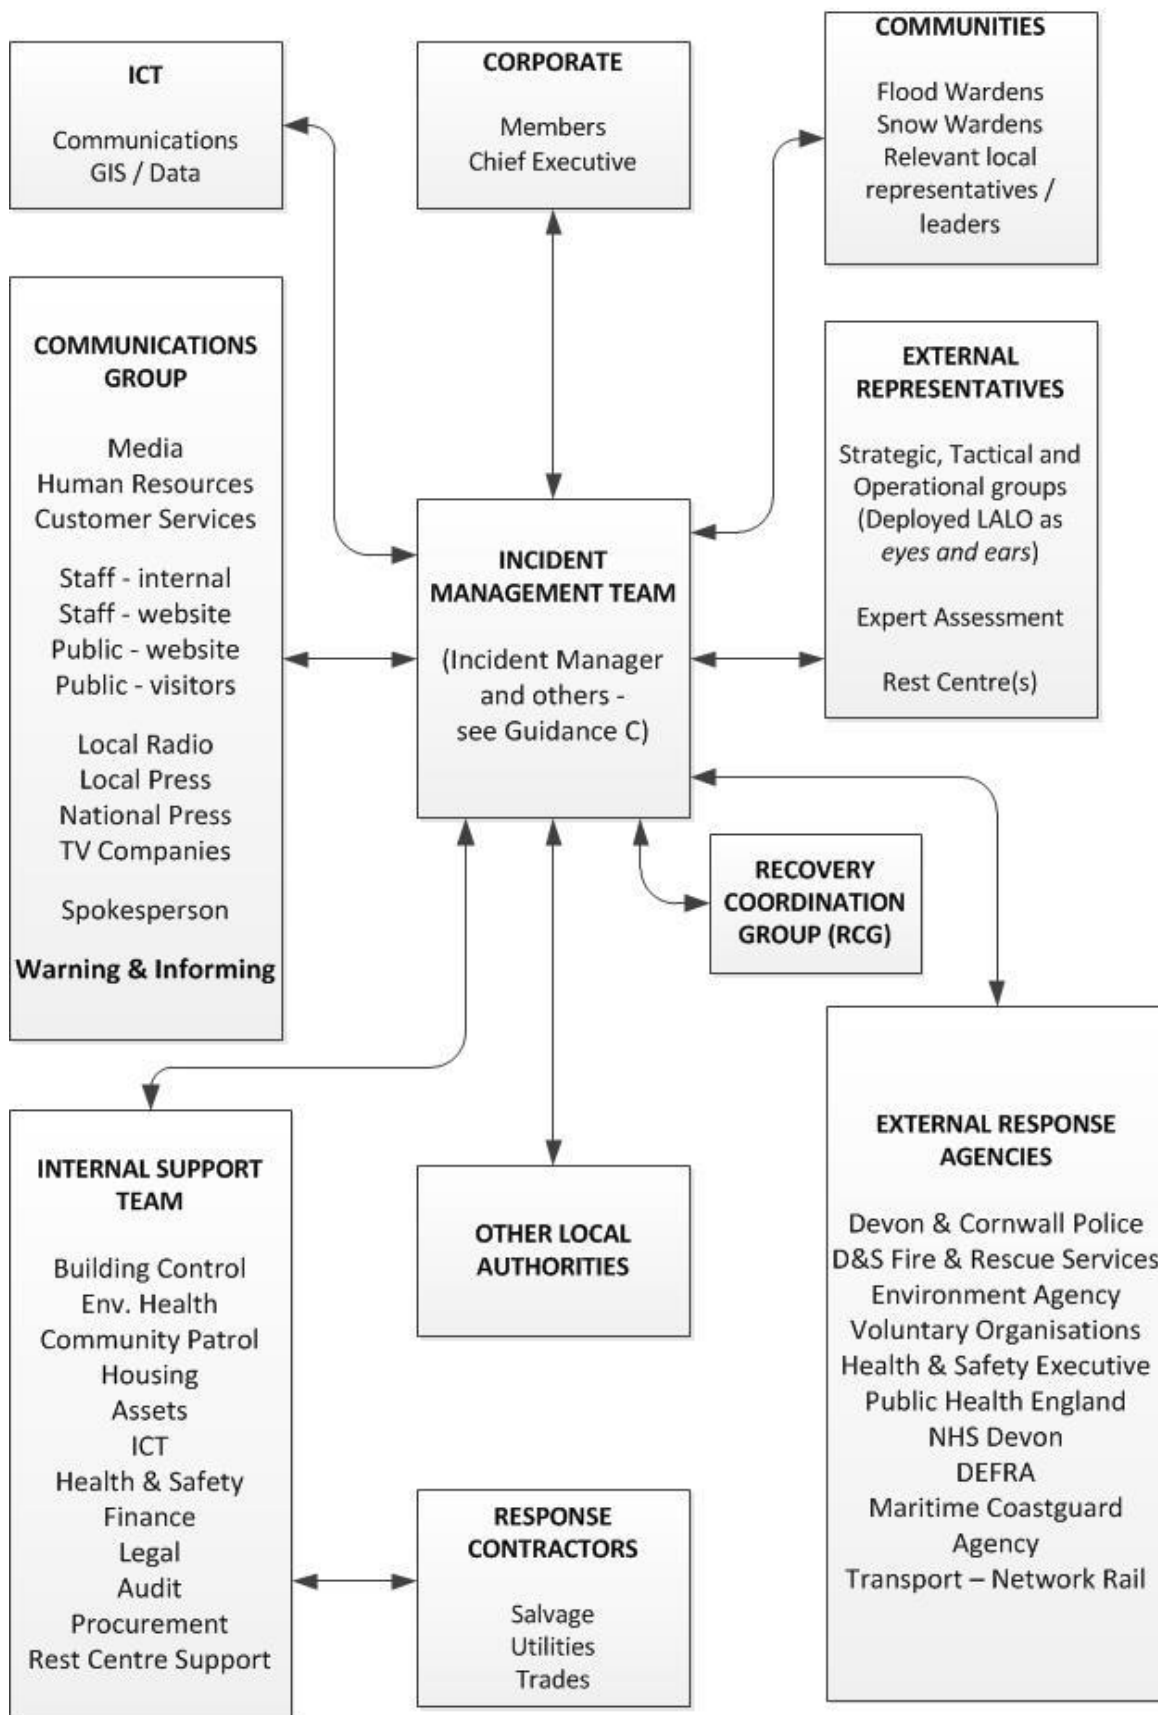 ICT
Communications
GIS / Data
CORPORATE
Members
Chief Executive
COMMUNITIES
Flood Wardens
Snow Wardens
Relevant local
representatives /
leaders
COMMUNICATIONS
GROUP
Media
Human Resources
Customer Services
Staff - internal
Staff - website
Public - website
Public - visitors
Local Radio
Local Press
National Press
TV Companies
Spokesperson
Warning & Informing
INCIDENT
MANAGEMENT TEAM
(Incident Manager
and others -
see Guidance C)
EXTERNAL
REPRESENTATIVES
Strategic, Tactical and
Operational groups
(Deployed LALO as
eyes and ears)
Expert Assessment
Rest Centre(s)
RECOVERY
COORDINATION
GROUP (RCG)
INTERNAL SUPPORT
TEAM
Building Control
Env. Health
Community Patrol
Housing
Assets
ICT
Health & Safety
Finance
Legal
Audit
Procurement
Rest Centre Support
OTHER LOCAL
AUTHORITIES
RESPONSE
CONTRACTORS
Salvage
Utilities
Trades
EXTERNAL RESPONSE
AGENCIES
Devon & Cornwall Police
D&S Fire & Rescue Services
Environment Agency
Voluntary Organisations
Health & Safety Executive
Public Health England
NHS Devon
DEFRA
Maritime Coastguard
Agency
Transport – Network Rail